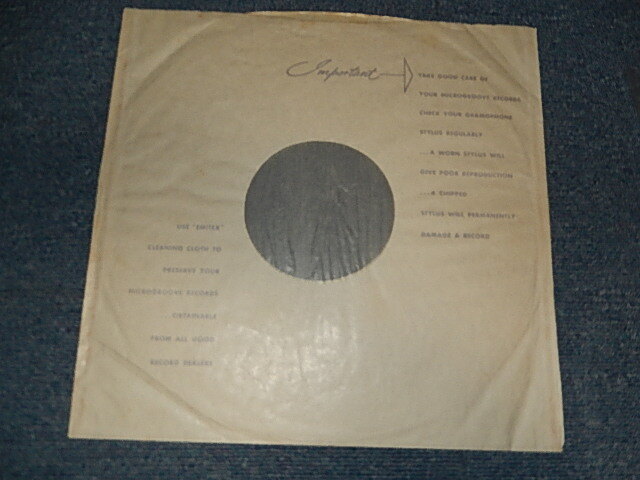 Important
TAKE GOOD CARE OF
YOUR MICROGROOVE RECORDS
CHECK YOUR GRAMOPHONE
STYLUS REGULARLY
...A WORN STYLUS WILL
GIVE POOR REPRODUCTION
...A CHIPPED
STYLUS WILL PERMANENTLY
DAMAGE A RECORD
USE "EMITEX"
CLEANING CLOTH TO
PRESERVE YOUR
MICROGROOVE RECORDS
...OBTAINABLE
FROM ALL GOOD
RECORD DEALERS